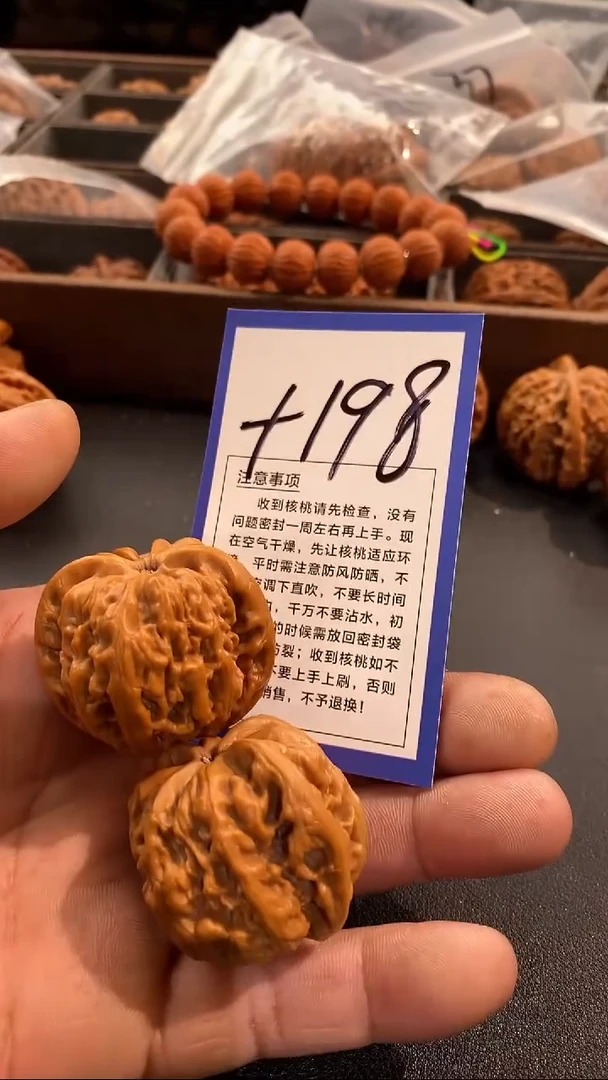 +198
注意事项
收到核桃请先检查，没有
问题密封一周左右再上手。现
在空气干燥，先让核桃适应环
平时需注意防风防晒，不
调下直吹，不要长时间
，千万不要沾水，初
的时候需放回密封袋
裂；收到核桃如不
不要上手上刷，否则
销售，不予退换！